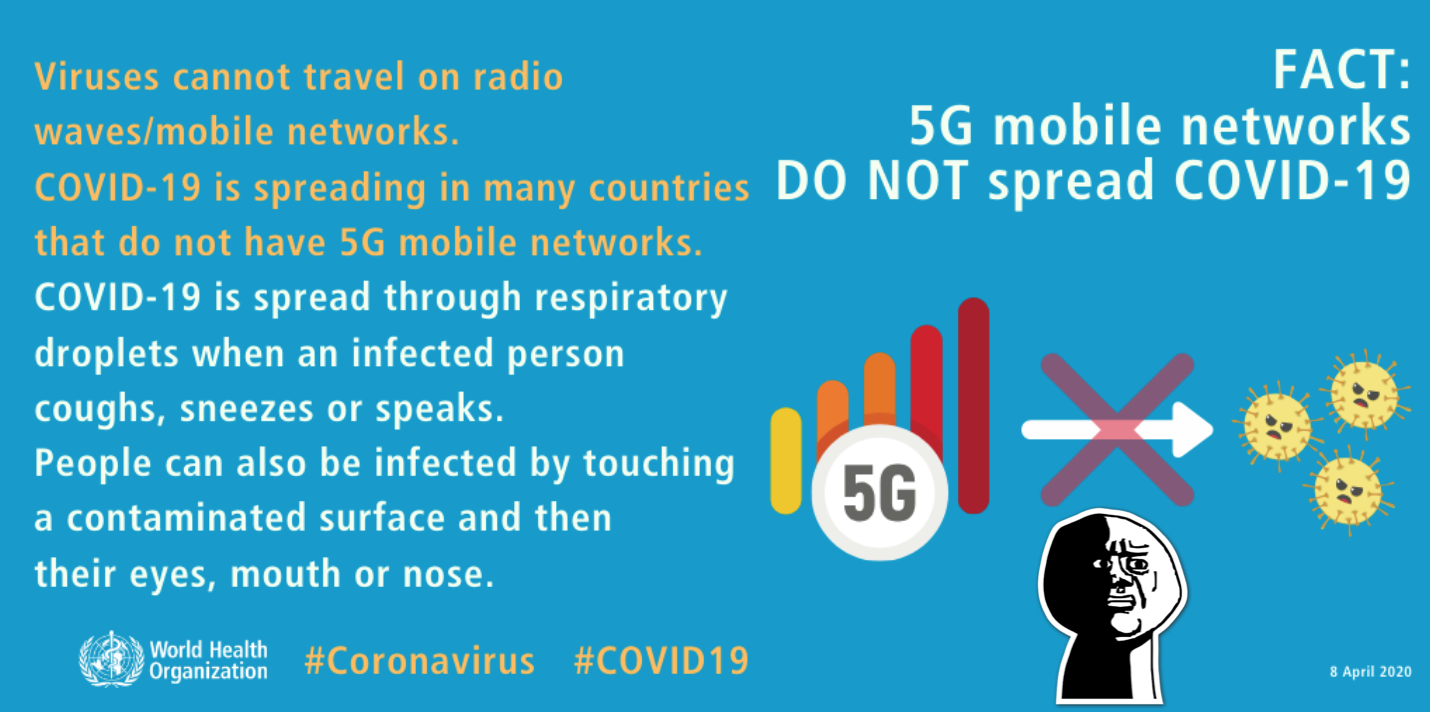 Viruses cannot travel on radio
waves/mobile networks.
COVID-19 is spreading in many countries
that do not have 5G mobile networks.
COVID-19 is spread through respiratory
droplets when an infected person
coughs, sneezes or speaks.
People can also be infected by touching
a contaminated surface and then
their eyes, mouth or nose.
World Health
Organization
#Coronavirus #COVID19
FACT:
5G mobile networks
DO NOT spread COVID-19
5G
8 April 2020